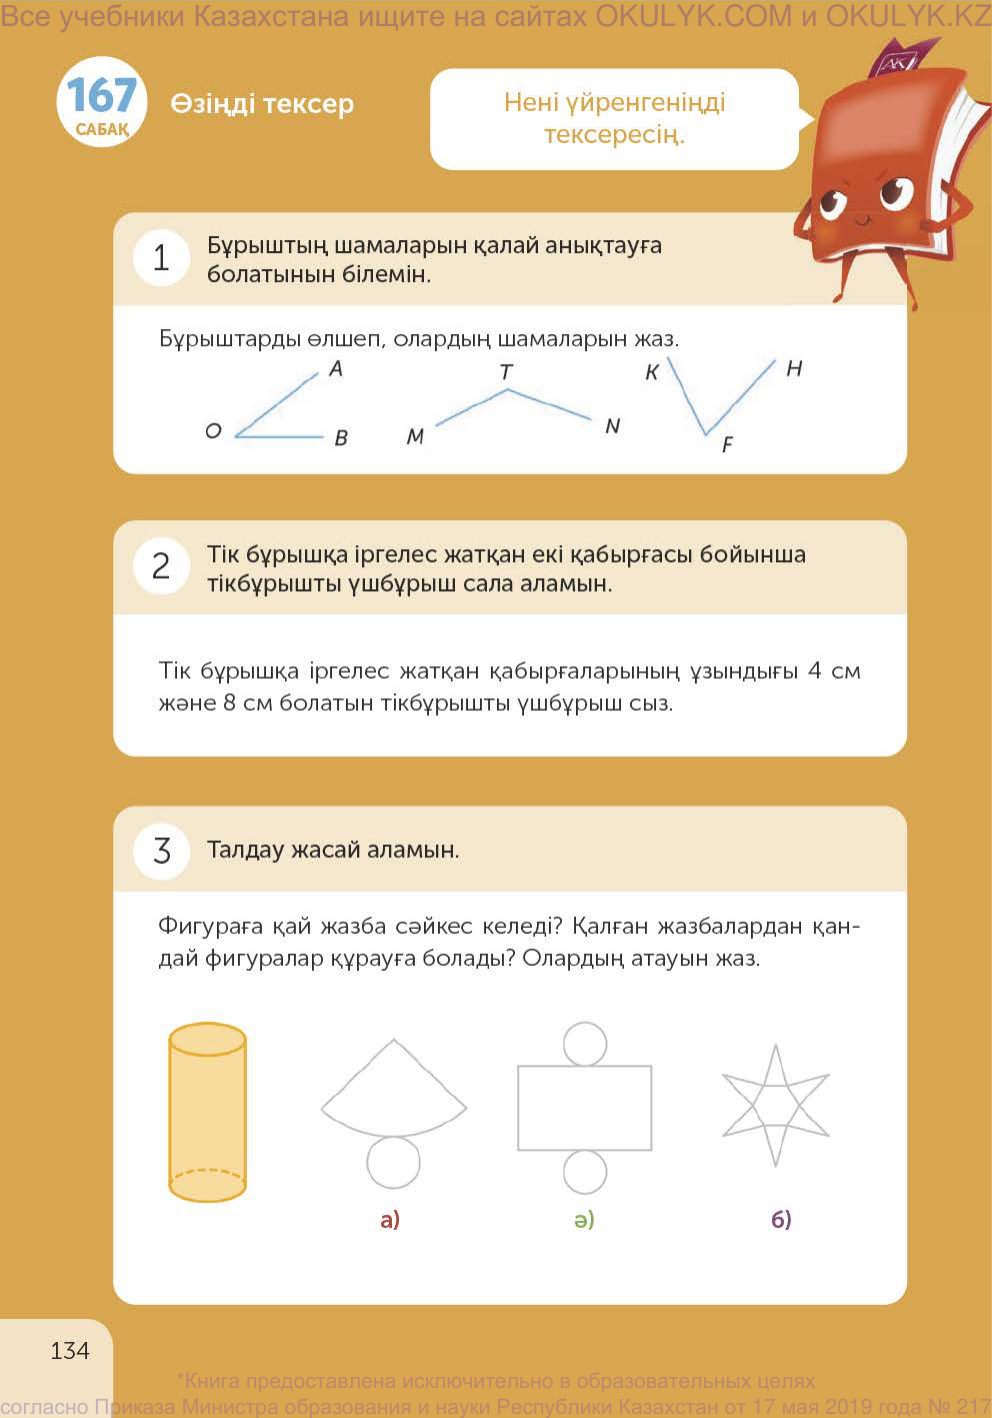 Все учебники Казахстана ищите на сайтах OKULYK.COM и OKULYK.KZ
167
САБАҚ
Өзіңді тексер
Нені үйренгеніңді
тексересің.
1
Бұрыштың шамаларын қалай анықтауға
болатынын білемін.
Бұрыштарды өлшеп, олардың шамаларын жаз.
A
O
B
T
M
N
K
H
F
2
Тік бұрышқа іргелес жатқан екі қабырғасы бойынша
тікбұрышты үшбұрыш сала аламын.
Тік бұрышқа іргелес жатқан қабырғаларының ұзындығы 4 см
және 8 см болатын тікбұрышты үшбұрыш сыз.
3
Талдау жасай аламын.
Фигураға қай жазба сәйкес келеді? Қалған жазбалардан қан-
дай фигуралар құрауға болады? Олардың атауын жаз.
а)
ә)
б)
134
*Книга предоставлена исключительно в образовательных целях
согласно Приказа Министра образования и науки Республики Казахстан от 17 мая 2019 года № 217